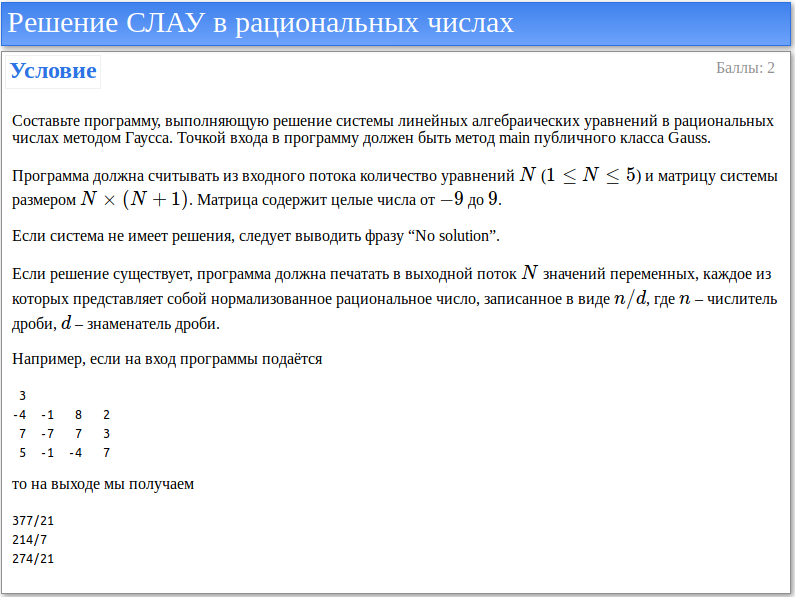 Решение СЛАУ в рациональных числах
Условие
Баллы: 2
Составьте программу, выполняющую решение системы линейных алгебраических уравнений в рациональных
числах методом Гаусса. Точкой входа в программу должен быть метод main публичного класса Gauss.
Программа должна считывать из входного потока количество уравнений N (1 ≤ N ≤ 5) и матрицу системы
размером N × (N + 1). Матрица содержит целые числа от −9 до 9.
Если система не имеет решения, следует выводить фразу “No solution”.
Если решение существует, программа должна печатать в выходной поток N значений переменных, каждое из
которых представляет собой нормализованное рациональное число, записанное в виде n/d, где n – числитель
дроби, d – знаменатель дроби.
Например, если на вход программы подаётся
3
-4 -1 8 2
7 -7 7 3
5 -1 -4 7
то на выходе мы получаем
377/21
214/7
274/21